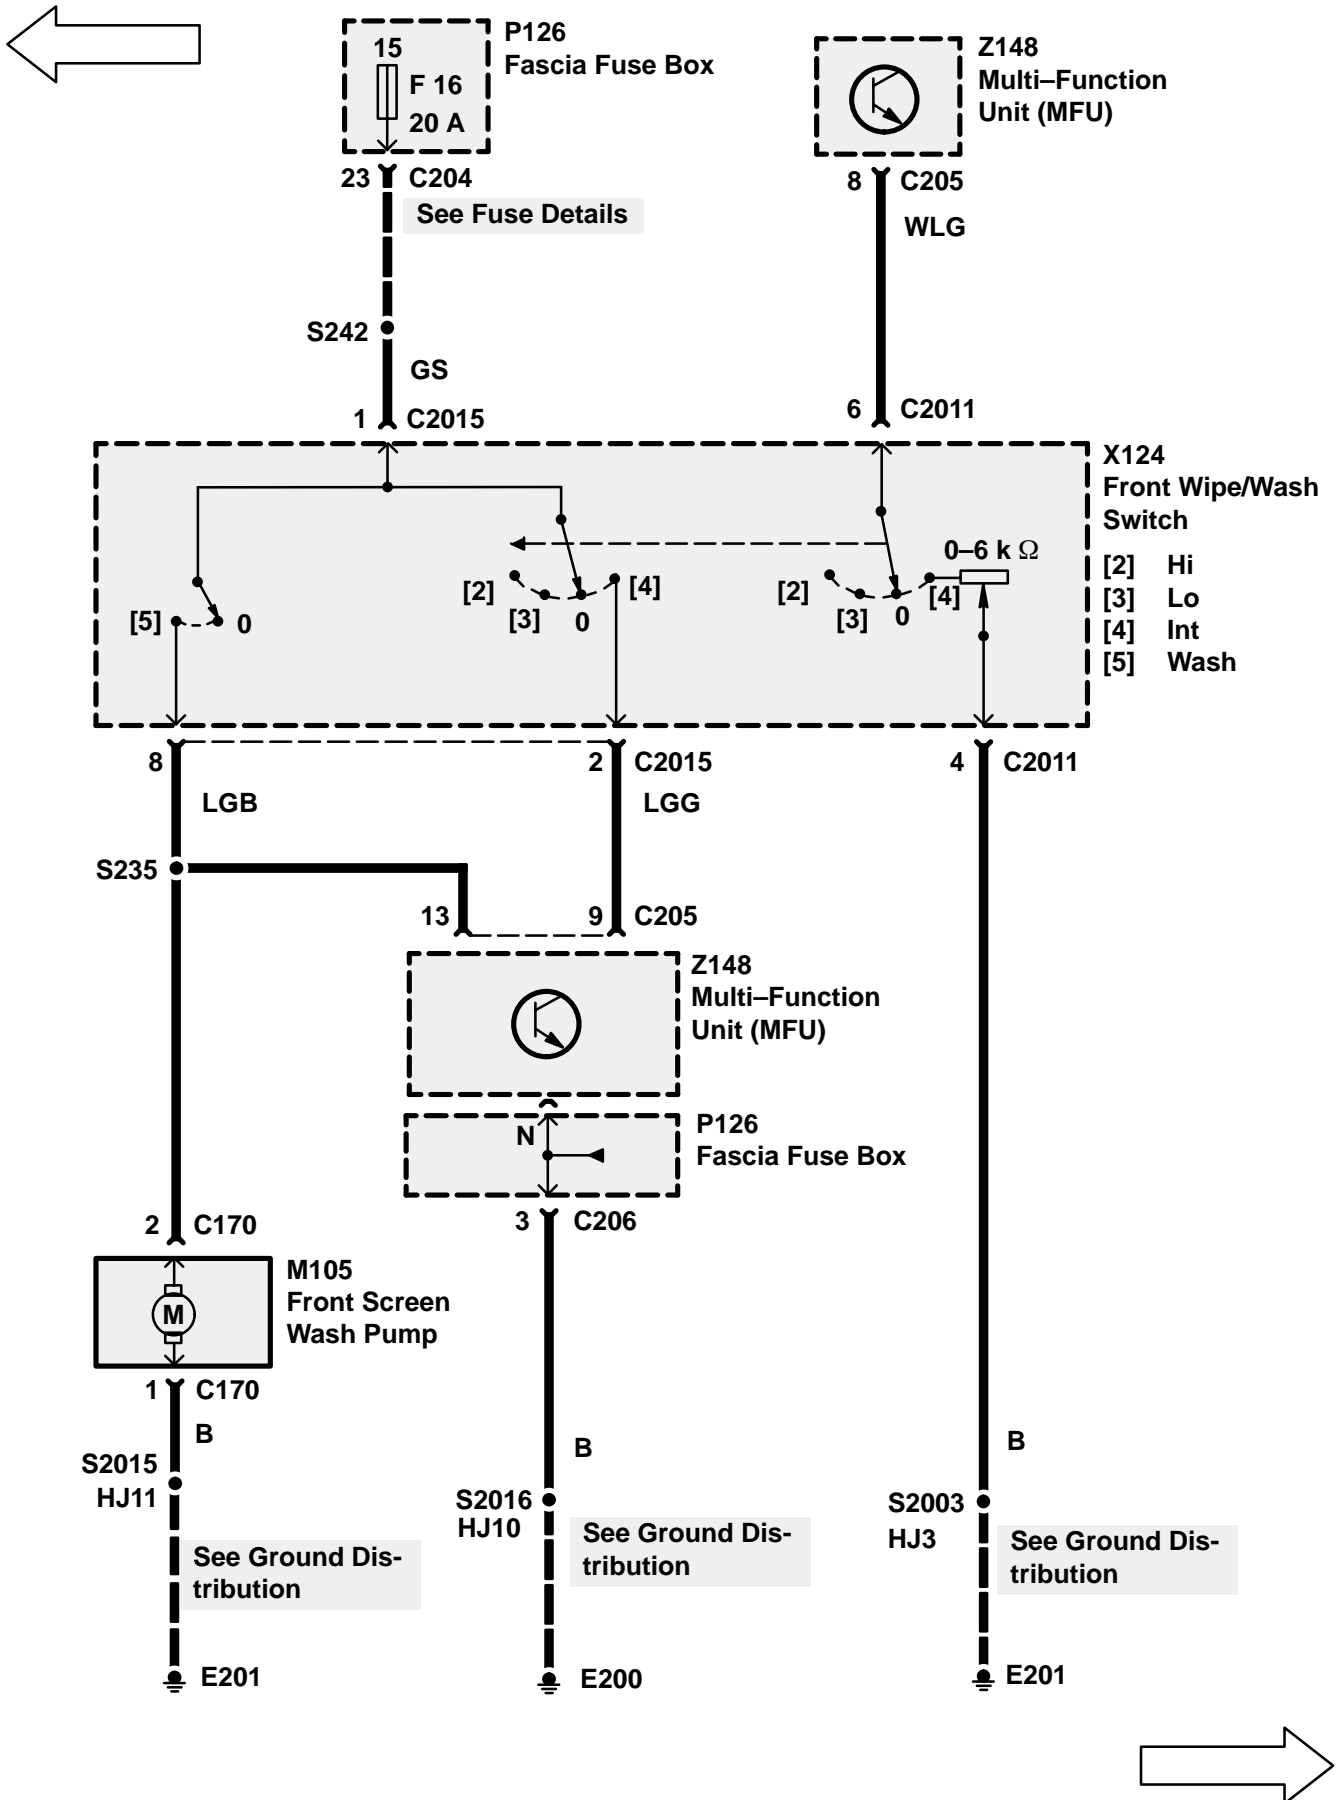 P126
Fascia Fuse Box
15
F 16
20 A
Z148
Multi–Function
Unit (MFU)
23 C204
See Fuse Details
8 C205
WLG
S242
GS
1 C2015
6 C2011
X124
Front Wipe/Wash
Switch
[2] Hi
[3] Lo
[4] Int
[5] Wash
0–6 k Ω
[5] 0
[2] [3] 0 [4]
[2] [3] 0 [4]
8
2 C2015
4 C2011
LGB
LGG
S235
13
9 C205
Z148
Multi–Function
Unit (MFU)
P126
Fascia Fuse Box
N
2 C170
3 C206
M105
Front Screen
Wash Pump
M
1 C170
B
B
B
S2015
HJ11
S2016
HJ10
S2003
HJ3
See Ground Dis-
tribution
See Ground Dis-
tribution
See Ground Dis-
tribution
E201
E200
E201